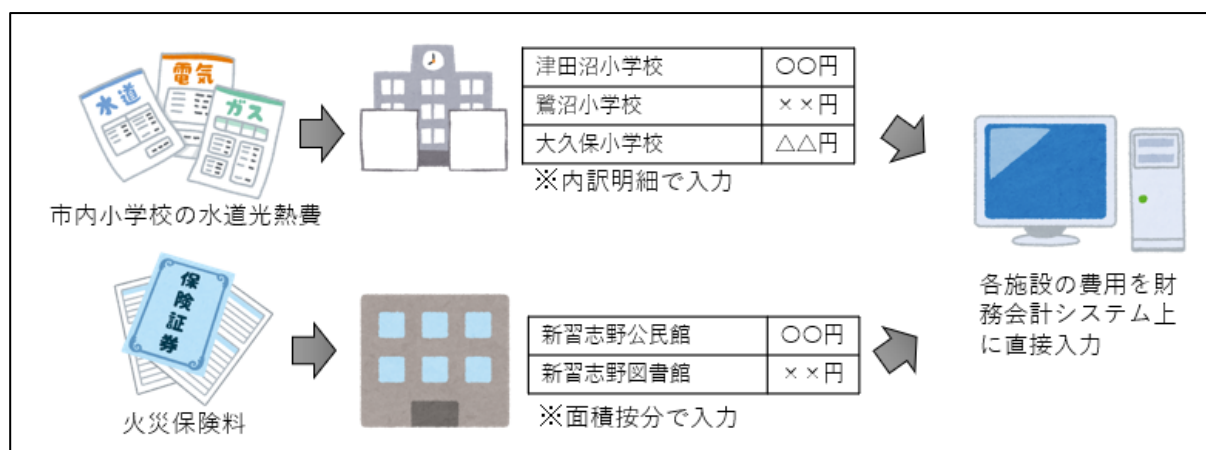 水道
電気
ガス
市内小学校の水道光熱費
津田沼小学校 〇〇円
鷺沼小学校 ××円
大久保小学校 △△円
※内訳明細で入力
保険証券
火災保険料
新習志野公民館 〇〇円
新習志野図書館 ××円
※面積按分で入力
各施設の費用を財
務会計システム上
に直接入力